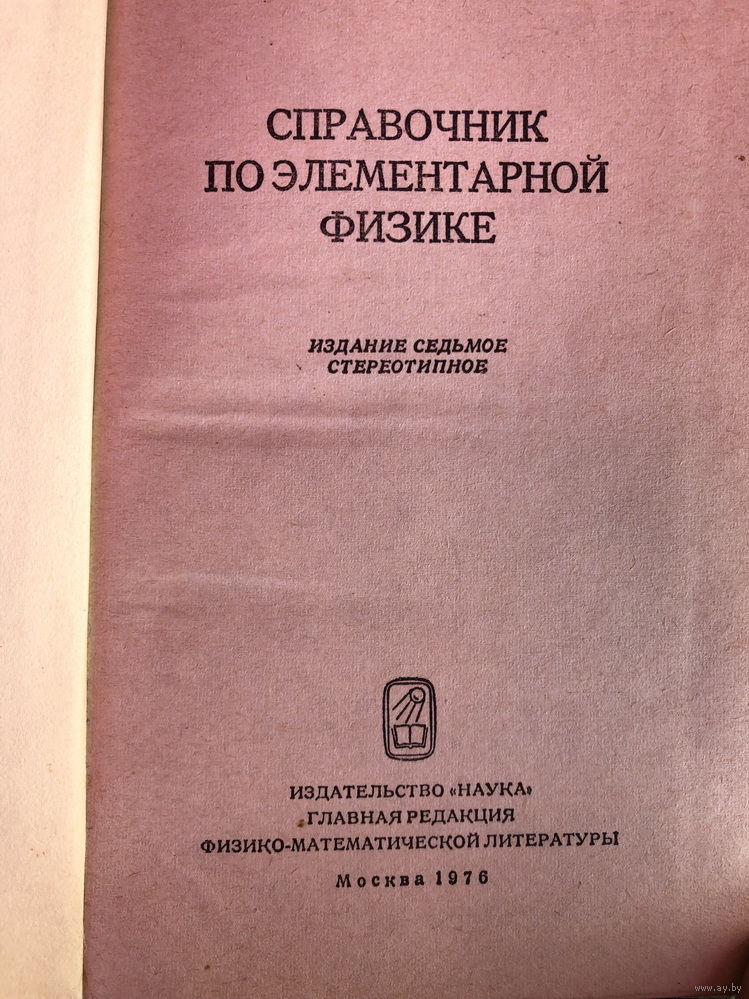 СПРАВОЧНИК
ПО ЭЛЕМЕНТАРНОЙ
ФИЗИКЕ
ИЗДАНИЕ СЕДЬМОЕ
СТЕРЕОТИПНОЕ
ИЗДАТЕЛЬСТВО «НАУКА»
ГЛАВНАЯ РЕДАКЦИЯ
ФИЗИКО-МАТЕМАТИЧЕСКОЙ ЛИТЕРАТУРЫ
Москва 1976
www.ay.by